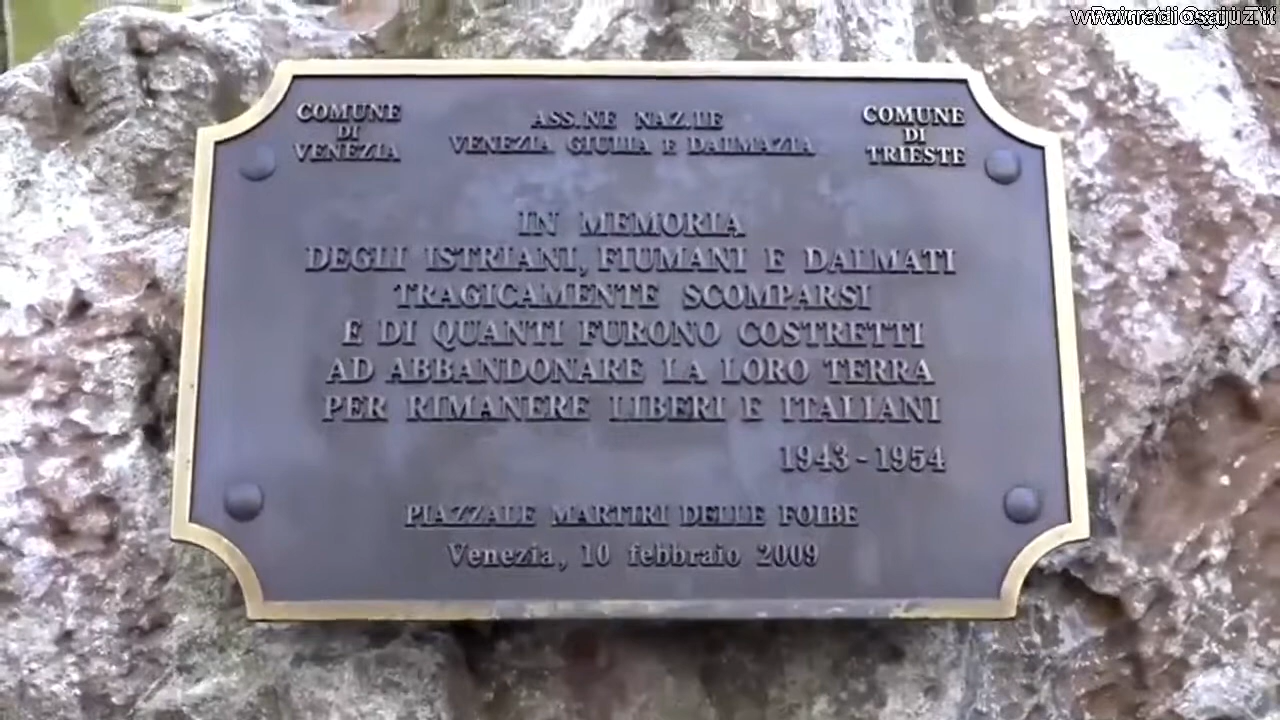 COMUNE
DI
VENEZIA
ASS.NE NAZ.LE
VENEZIA GIULIA E DALMAZIA
COMUNE
DI
TRIESTE
IN MEMORIA
DEGLI ISTRIANI, FIUMANI E DALMATI
TRAGICAMENTE SCOMPARSI
E DI QUANTI FURONO COSTRETTI
AD ABBANDONARE LA LORO TERRA
PER RIMANERE LIBERI E ITALIANI
1943-1954
PIAZZALE MARTIRI DELLE FOIBE
Venezia, 10 febbraio 2009